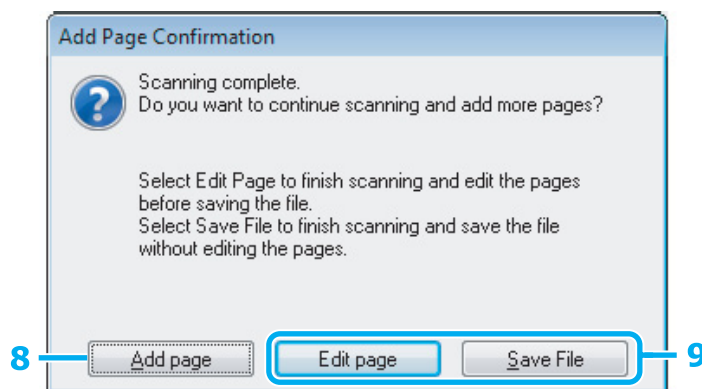 Add Page Confirmation
Scanning complete.
Do you want to continue scanning and add more pages?
Select Edit Page to finish scanning and edit the pages
before saving the file.
Select Save File to finish scanning and save the file
without editing the pages.
8 Add page Edit page Save File 9